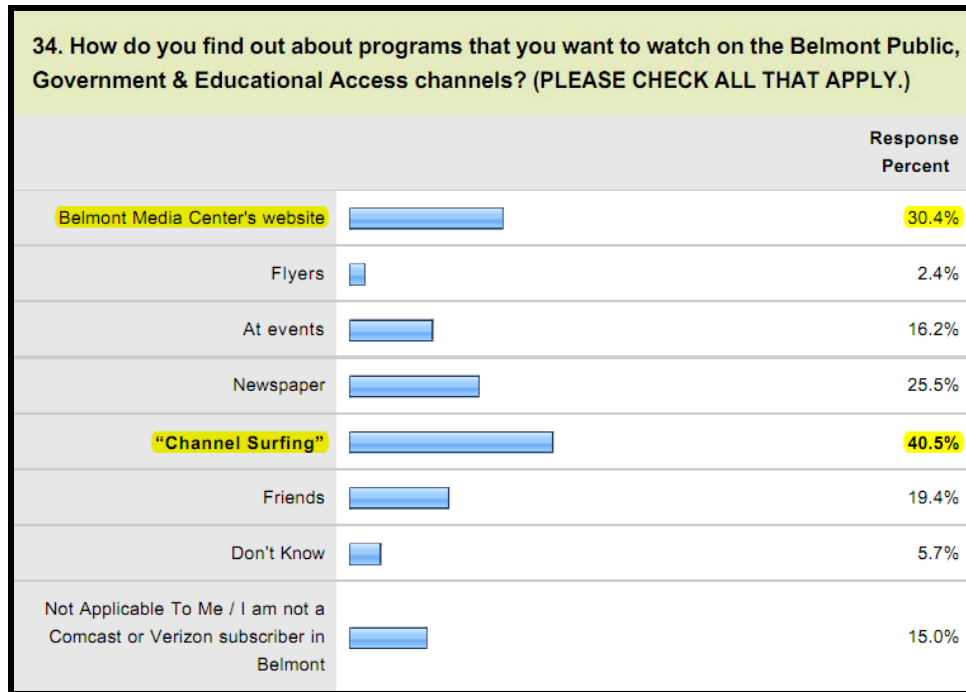 34. How do you find out about programs that you want to watch on the Belmont Public,
Government & Educational Access channels? (PLEASE CHECK ALL THAT APPLY.)
Response
Percent
Belmont Media Center's website 30.4%
Flyers 2.4%
At events 16.2%
Newspaper 25.5%
“Channel Surfing” 40.5%
Friends 19.4%
Don't Know 5.7%
Not Applicable To Me / I am not a
Comcast or Verizon subscriber in 15.0%
Belmont